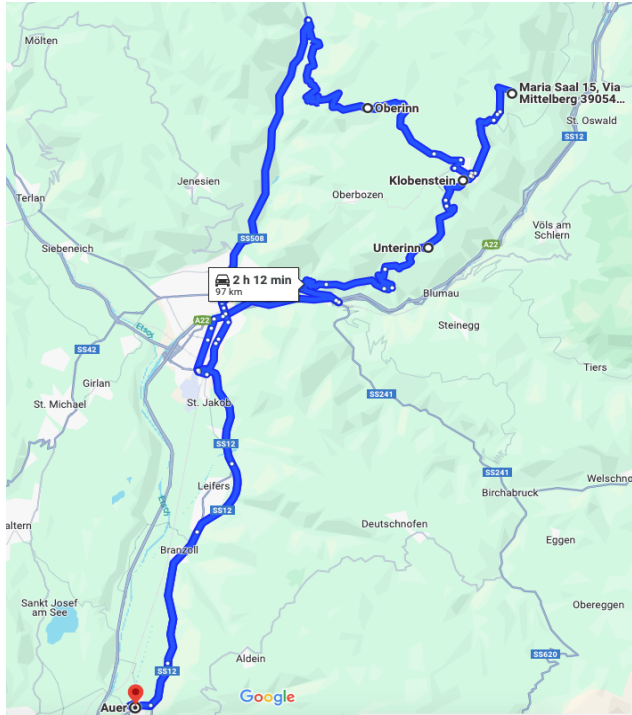 Mölten
Maria Saal 15, Via
Mittelberg 39054...
Oberinn
St. Oswald
SS12
Jenesien
Klobenstein
Oberbozen
Terlan
Völs am
Schlern
SS508
A22
Siebeneich
Unterinn
2 h 12 min
97 km
Blumau
A22
Etsch
Steinegg
SS42
Girlan
Tiers
St. Michael
St. Jakob
SS241
SS12
SS241
Leifers
Welschno
Birchabruck
Etsch
SS12
altern
Deutschnofen
Eggen
Branzoll
Sankt Josef
am See
Obereggen
SS620
Aldein
SS12
Google
Auer